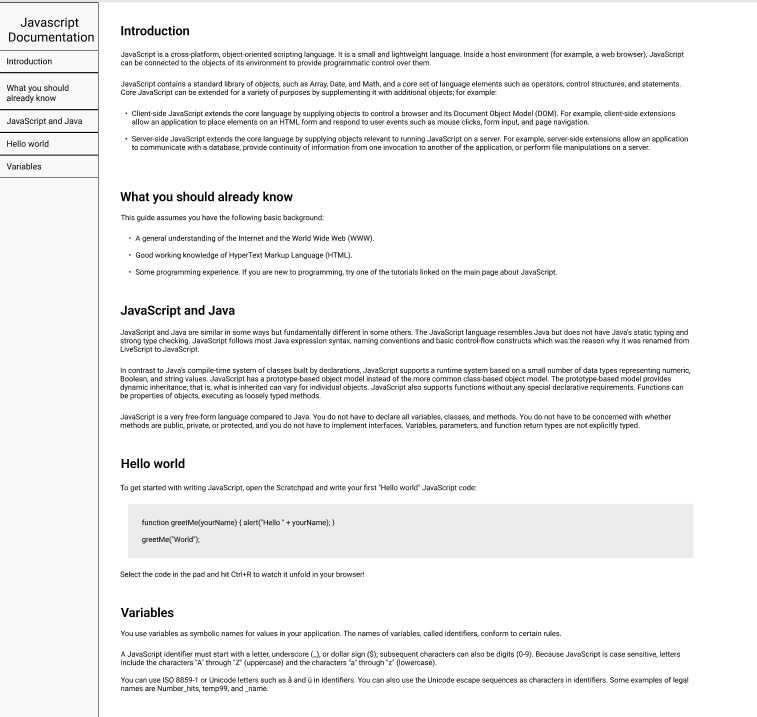 Javascript
Documentation
Introduction
What you should
already know
JavaScript and Java
Hello world
Variables
Introduction
JavaScript is a cross-platform, object-oriented scripting language. It is a small and lightweight language. Inside a host environment (for example, a web browser), JavaScript
can be connected to the objects of its environment to provide programmatic control over them.
JavaScript contains a standard library of objects, such as Array, Date, and Math, and a core set of language elements such as operators, control structures, and statements.
Core JavaScript can be extended for a variety of purposes by supplementing it with additional objects; for example:
• Client-side JavaScript extends the core language by supplying objects to control a browser and its Document Object Model (DOM). For example, client-side extensions
allow an application to place elements on an HTML form and respond to user events such as mouse clicks, form input, and page navigation.
• Server-side JavaScript extends the core language by supplying objects relevant to running JavaScript on a server. For example, server-side extensions allow an application
to communicate with a database, provide continuity of information from one invocation to another of the application, or perform file manipulations on a server.
What you should already know
This guide assumes you have the following basic background:
• A general understanding of the Internet and the World Wide Web (WWW).
• Good working knowledge of HyperText Markup Language (HTML).
• Some programming experience. If you are new to programming, try one of the tutorials linked on the main page about JavaScript.
JavaScript and Java
JavaScript and Java are similar in some ways but fundamentally different in some others. The JavaScript language resembles Java but does not have Java's static typing and
strong type checking. JavaScript follows most Java expression syntax, naming conventions and basic control-flow constructs which was the reason why it was renamed from
LiveScript to JavaScript.
In contrast to Java's compile-time system of classes built by declarations, JavaScript supports a runtime system based on a small number of data types representing numeric,
Boolean, and string values. JavaScript has a prototype-based object model instead of the more common class-based object model. The prototype-based model provides
dynamic inheritance; that is, what is inherited can vary for individual objects. JavaScript also supports functions without any special declarative requirements. Functions can
be properties of objects, executing as loosely typed methods.
JavaScript is a very free-form language compared to Java. You do not have to declare all variables, classes, and methods. You do not have to be concerned with whether
methods are public, private, or protected, and you do not have to implement interfaces. Variables, parameters, and function return types are not explicitly typed.
Hello world
To get started with writing JavaScript, open the Scratchpad and write your first "Hello world" JavaScript code:
function greetMe(yourName) { alert("Hello " + yourName); }
greetMe("World");
Select the code in the pad and hit Ctrl+R to watch it unfold in your browser!
Variables
You use variables as symbolic names for values in your application. The names of variables, called identifiers, conform to certain rules.
A JavaScript identifier must start with a letter, underscore (_), or dollar sign ($); subsequent characters can also be digits (0-9). Because JavaScript is case sensitive, letters
include the characters "A" through "Z" (uppercase) and the characters "a" through "z" (lowercase).
You can use ISO 8859-1 or Unicode letters such as å and ü in identifiers. You can also use the Unicode escape sequences as characters in identifiers. Some examples of legal
names are Number_hits, temp99, and _name.